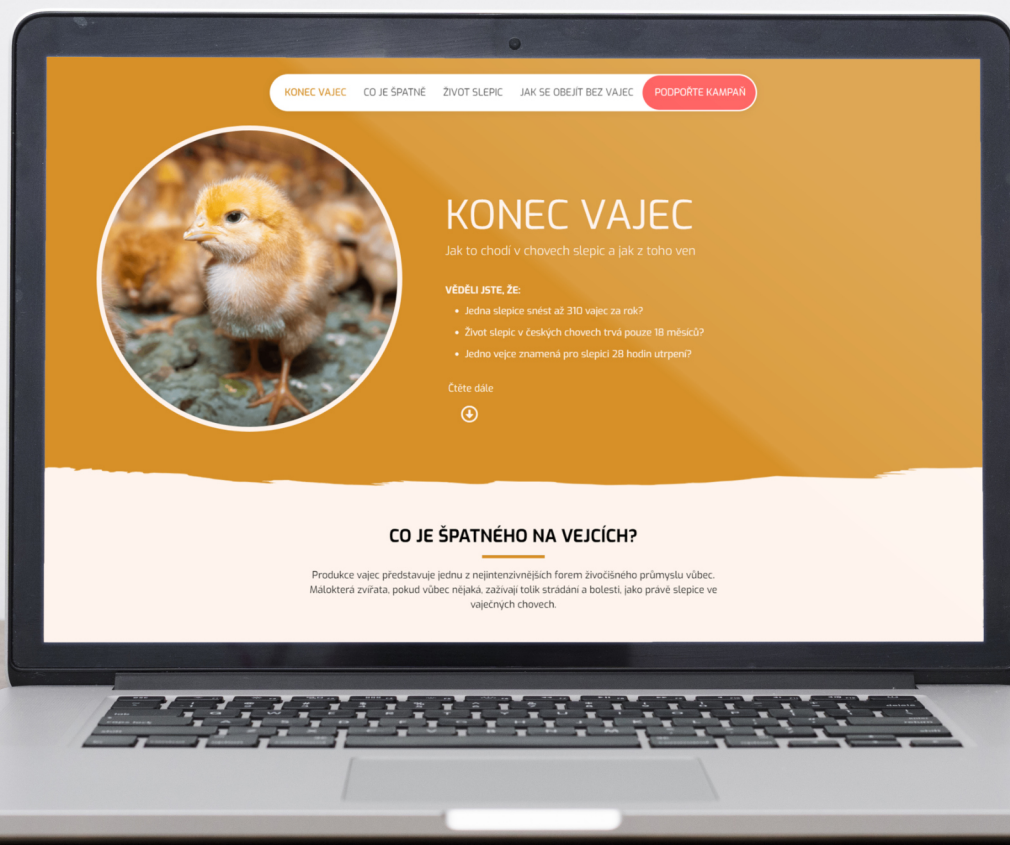 KONEC VAJEC CO JE ŠPATNĚ ŽIVOT SLEPIC JAK SE OBEJÍT BEZ VAJEC PODPOŘTE KAMPAŇ
KONEC VAJEC
Jak to chodí v chovech slepic a jak z toho ven
VĚDĚLI JSTE, ŽE:
• Jedna slepice snést až 310 vajec za rok?
• Život slepic v českých chovech trvá pouze 18 měsíců?
• Jedno vejce znamená pro slepici 28 hodin utrpení?
Čtěte dále
CO JE ŠPATNÉHO NA VEJCÍCH?
Produkce vajec představuje jednu z nejintenzivnějších forem živočišného průmyslu vůbec.
Málokterá zvířata, pokud vůbec nějaká, zažívají tolik strádání a bolesti, jako právě slepice ve
vaječných chovech.